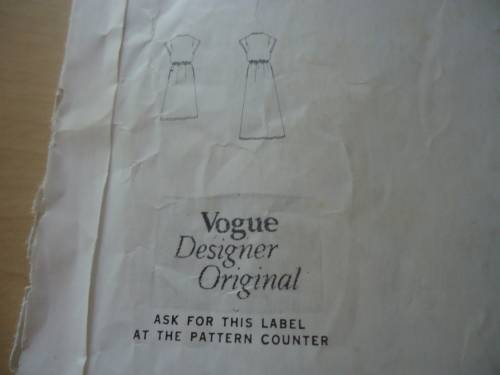 Vogue
Designer
Original
ASK FOR THIS LABEL
AT THE PATTERN COUNTER